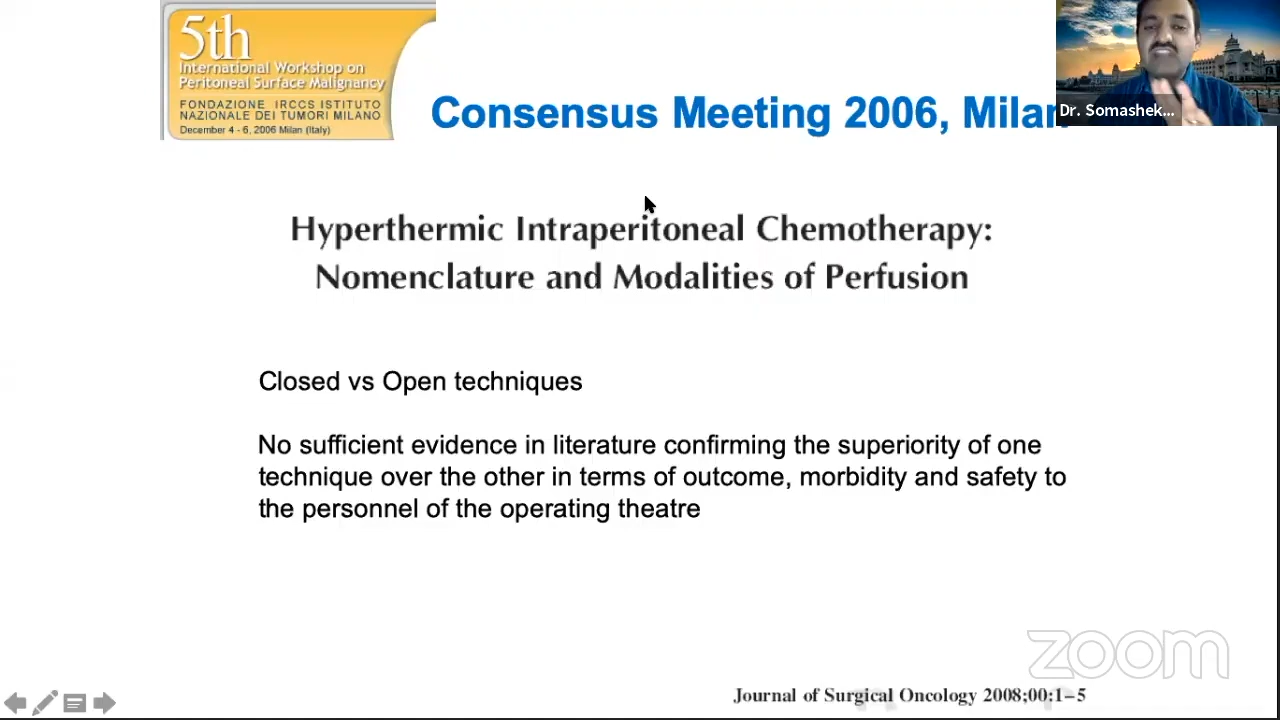 5th
International Workshop on
Peritoneal Surface Malignancy
FONDAZIONE IRCCS ISTITUTO
NAZIONALE DEI TUMORI MILANO
December 4 - 6, 2006 Milan (Italy)
Consensus Meeting 2006, Milan
Dr. Somashek...
Hyperthermic Intraperitoneal Chemotherapy:
Nomenclature and Modalities of Perfusion
Closed vs Open techniques
No sufficient evidence in literature confirming the superiority of one
technique over the other in terms of outcome, morbidity and safety to
the personnel of the operating theatre
zoom
Journal of Surgical Oncology 2008;00:1–5